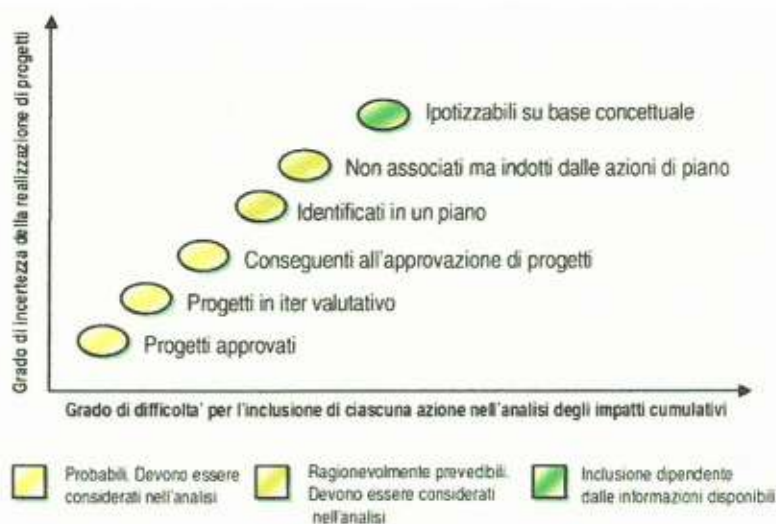 Grado di incertezza della realizzazione di progetti
Ipotizzabili su base concettuale
Non associati ma indotti dalle azioni di piano
Identificati in un piano
Conseguenti all'approvazione di progetti
Progetti in iter valutativo
Progetti approvati
Grado di difficolta' per l'inclusione di ciascuna azione nell'analisi degli impatti cumulativi
Probabili. Devono essere
considerati nell'analisi
Ragionevolmente prevedibili.
Devono essere considerati
nell'analisi
Inclusione dipendente
dalle informazioni disponibili